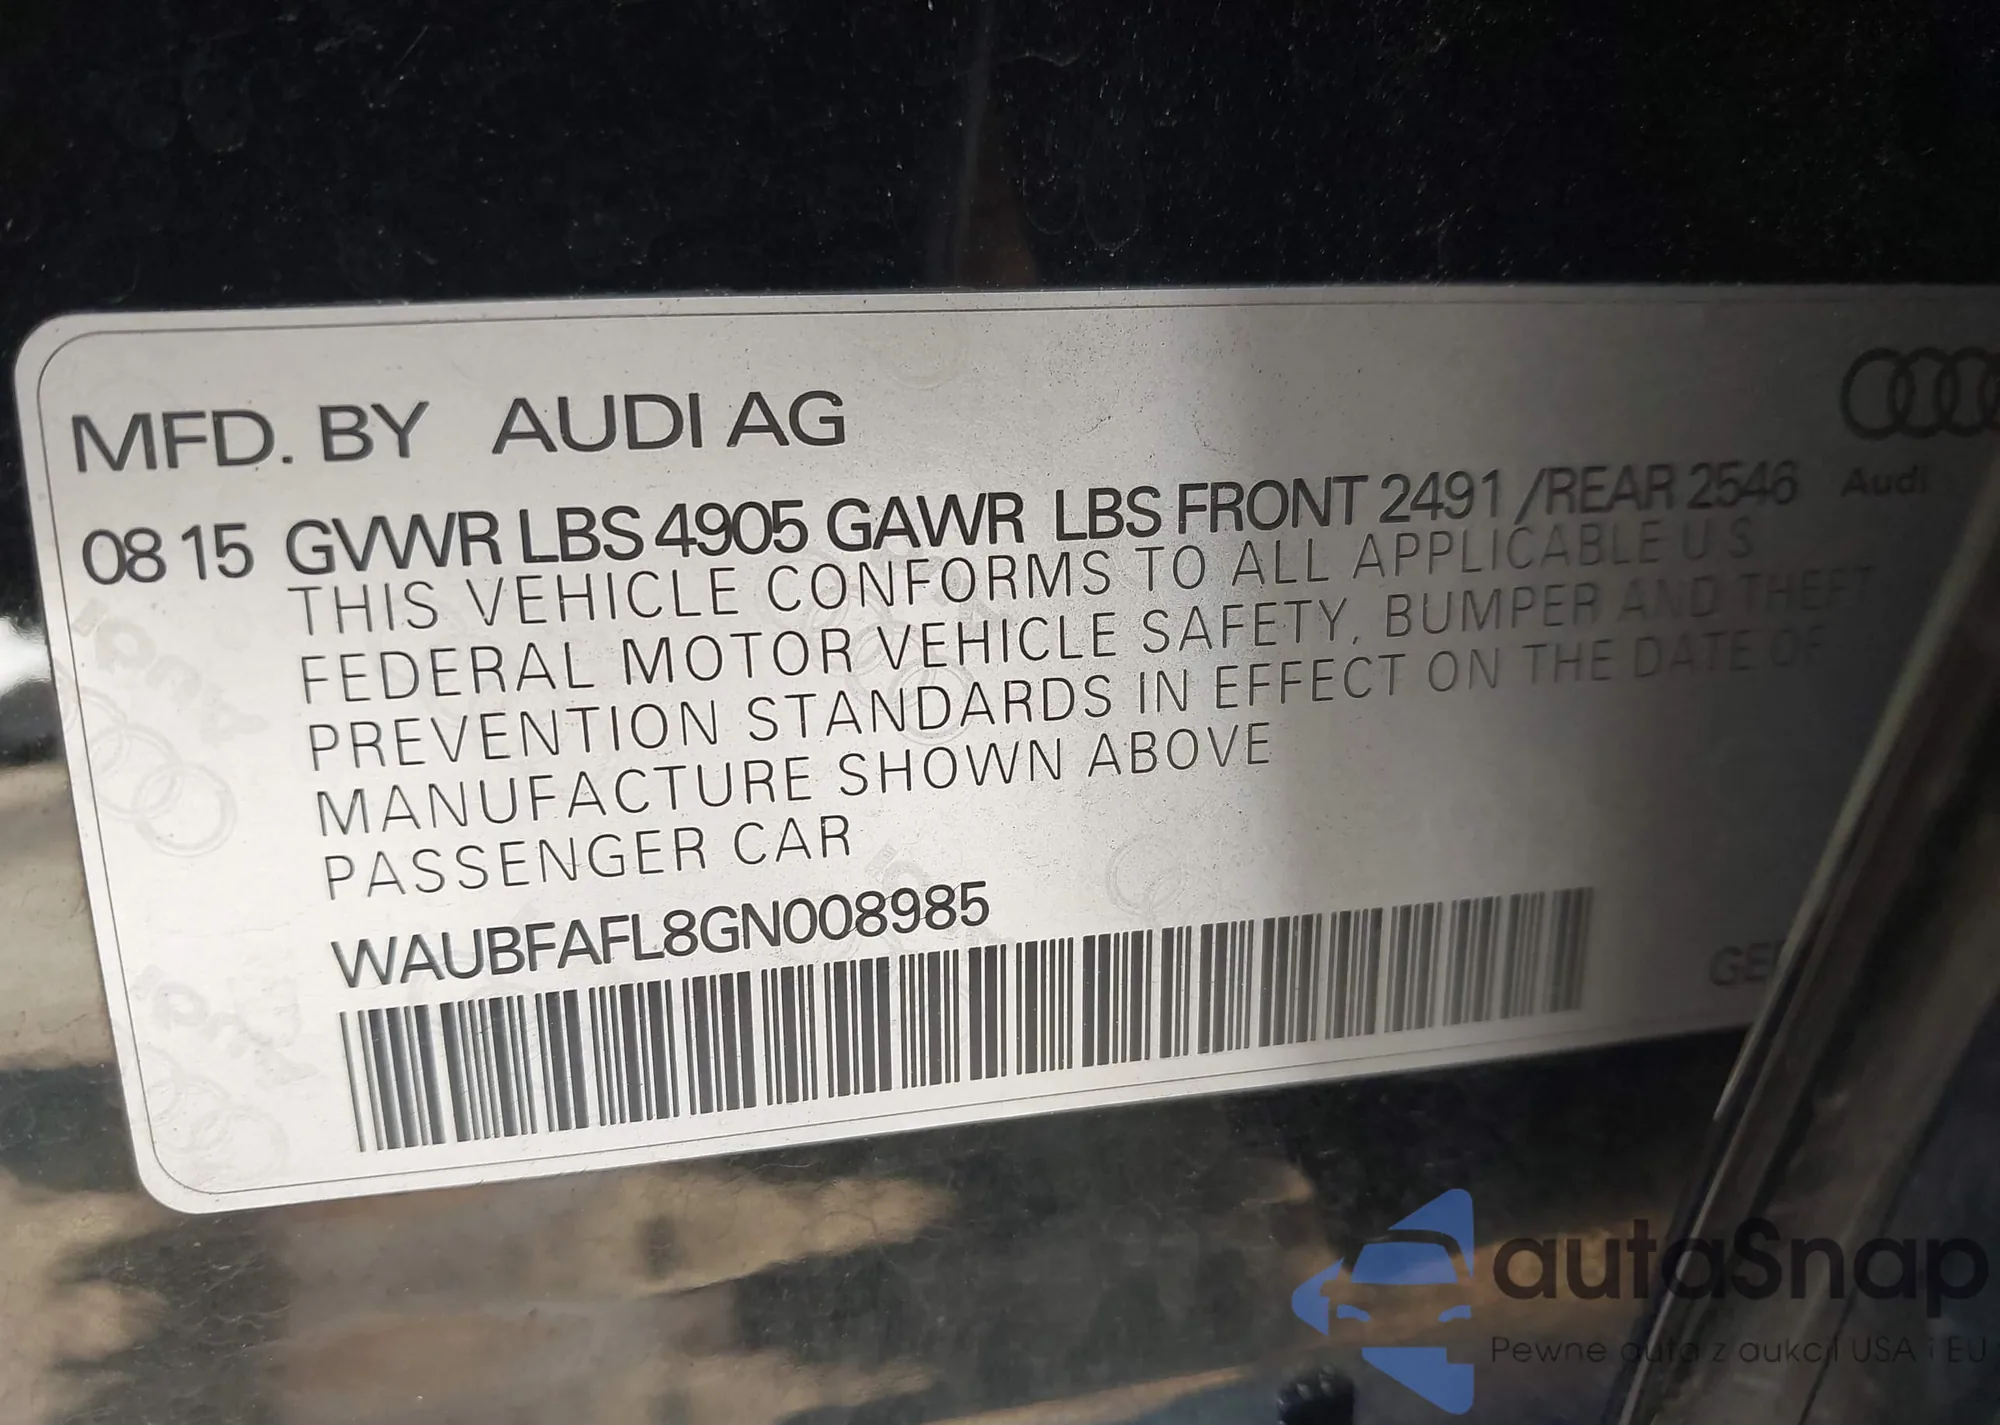 MFD. BY AUDI AG
08 15 GVWR LBS 4905 GAWR LBS FRONT 2491 /REAR 2546
Audi
THIS VEHICLE CONFORMS TO ALL APPLICABLE U S
FEDERAL MOTOR VEHICLE SAFETY, BUMPER AND THEFT
PREVENTION STANDARDS IN EFFECT ON THE DATE OF
MANUFACTURE SHOWN ABOVE
PASSENGER CAR
WAUBFAFL8GN008985
autaSnap
Pewne auta z aukcji USA i EU